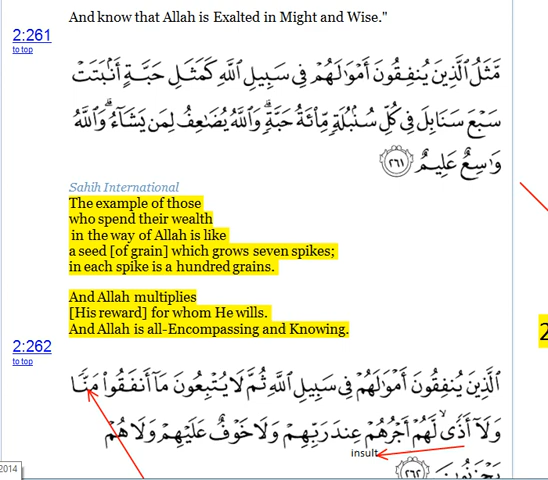 And know that Allah is Exalted in Might and Wise."
2:261
to top
مَّثَلُ ٱلَّذِينَ يُنفِقُونَ أَمْوَٰلَهُمْ فِى سَبِيلِ ٱللَّهِ كَمَثَلِ حَبَّةٍ أَنۢبَتَتْ
سَبْعَ سَنَابِلَ فِى كُلِّ سُنۢبُلَةٍ مِّا۟ئَةُ حَبَّةٍ ۗ وَٱللَّهُ يُضَٰعِفُ لِمَن يَشَآءُ ۗ وَٱللَّهُ
وَٰسِعٌ عَلِيمٌ ٢٦١
Sahih International
The example of those
who spend their wealth
in the way of Allah is like
a seed [of grain] which grows seven spikes;
in each spike is a hundred grains.
And Allah multiplies
[His reward] for whom He wills.
And Allah is all-Encompassing and Knowing.
2:262
to top
ٱلَّذِينَ يُنفِقُونَ أَمْوَٰلَهُمْ فِى سَبِيلِ ٱللَّهِ ثُمَّ لَا يُتْبِعُونَ مَآ أَنفَقُوا۟ مَنًّا
وَلَآ أَذًى ۙ لَّهُمْ أَجْرُهُمْ عِندَ رَبِّهِمْ وَلَا خَوْفٌ عَلَيْهِمْ وَلَا هُمْ
insult
يَحْزَنُونَ ٢٦٢
2014
2